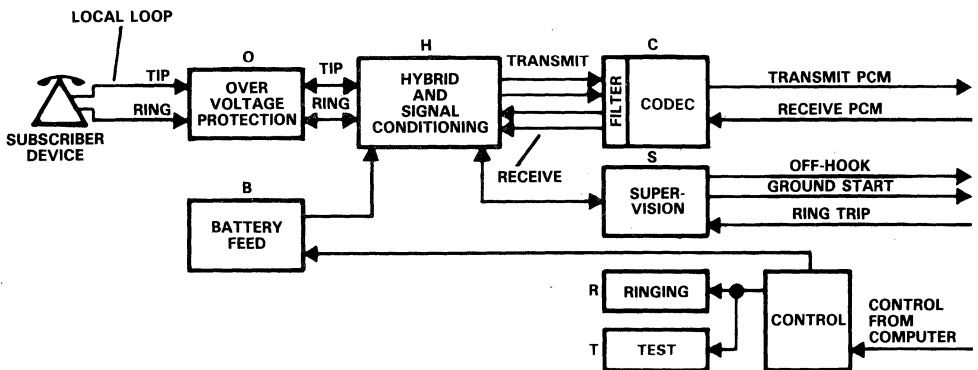 LOCAL LOOP
TIP
RING
SUBSCRIBER
DEVICE
O
OVER
VOLTAGE
PROTECTION
TIP
RING
H
HYBRID
AND
SIGNAL
CONDITIONING
TRANSMIT
RECEIVE
C
FILTER
CODEC
TRANSMIT PCM
RECEIVE PCM
B
BATTERY
FEED
S
SUPER-
VISION
OFF-HOOK
GROUND START
RING TRIP
R
RINGING
T
TEST
CONTROL
CONTROL
FROM
COMPUTER